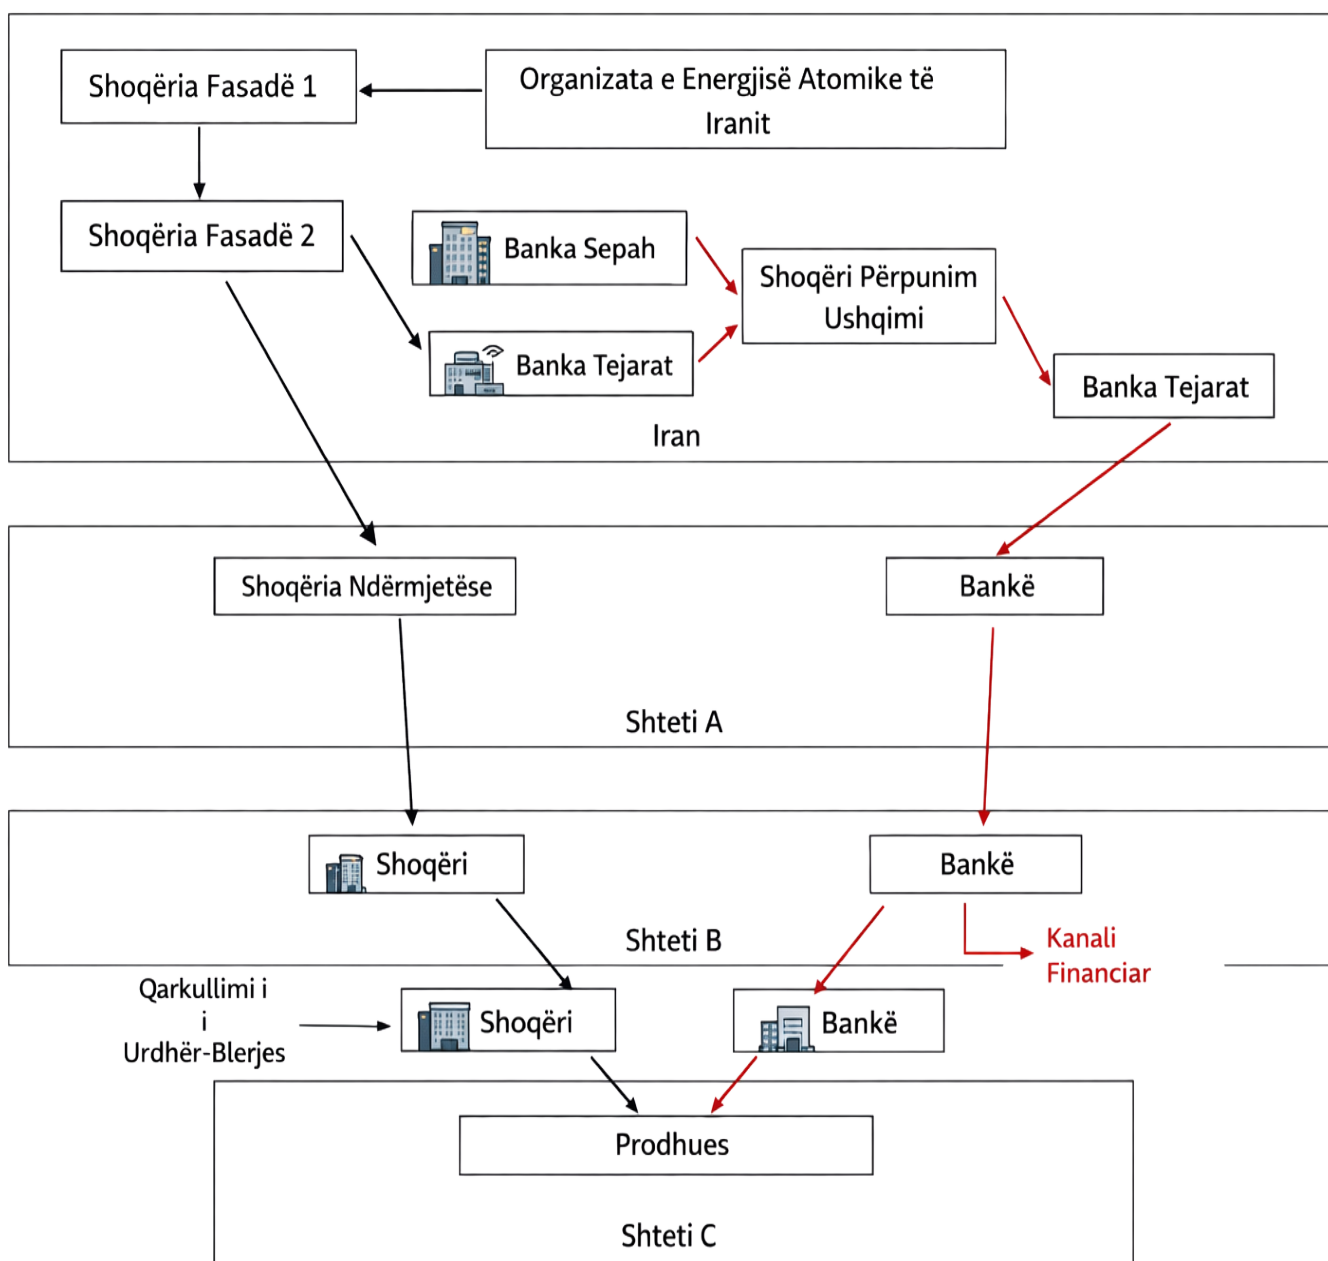 Shoqëria Fasadë 1
Organizata e Energjisë Atomike të
Iranit
Shoqëria Fasadë 2
Banka Sepah
Shoqëri Përpunim
Ushqimi
Banka Tejarat
Banka Tejarat
Iran
Shoqëria Ndërmjetëse
Bankë
Shteti A
Shoqëri
Bankë
Shteti B
Kanali
Financiar
Qarkullimi i
i
Urdhër-Blerjes
Shoqëri
Bankë
Prodhues
Shteti C